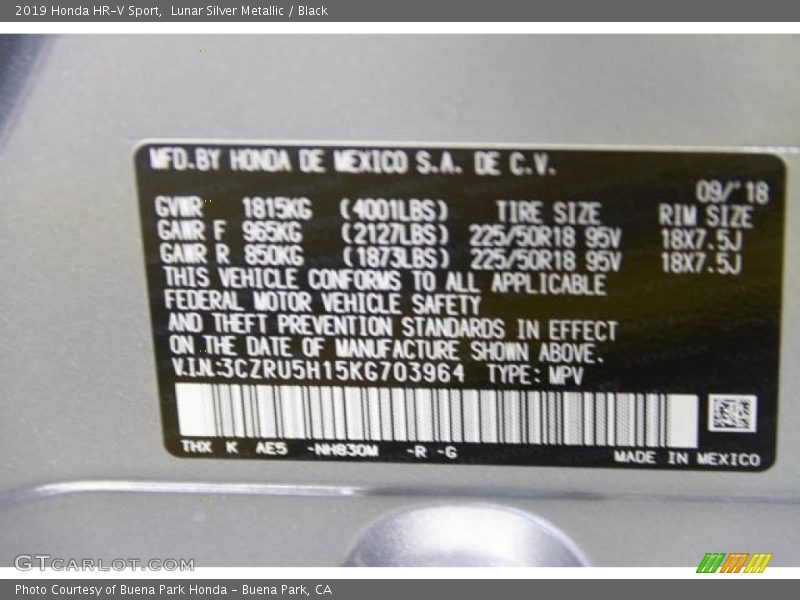 2019 Honda HR-V Sport,  Lunar Silver Metallic / Black
MFD.BY HONDA DE MEXICO S.A. DE C.V.
09/'18
GVWR 1815KG (4001LBS) TIRE SIZE RIM SIZE
GAWR F 965KG (2127LBS) 225/50R18 95V 18X7.5J
GAWR R 850KG (1873LBS) 225/50R18 95V 18X7.5J
THIS VEHICLE CONFORMS TO ALL APPLICABLE
FEDERAL MOTOR VEHICLE SAFETY
AND THEFT PREVENTION STANDARDS IN EFFECT
ON THE DATE OF MANUFACTURE SHOWN ABOVE.
V.I.N.:3CZRU5H15KG703964 TYPE: MPV
THX K AE5 -NH830M -R -G
MADE IN MEXICO
GTCARLOT.COM
Photo Courtesy of Buena Park Honda - Buena Park, CA